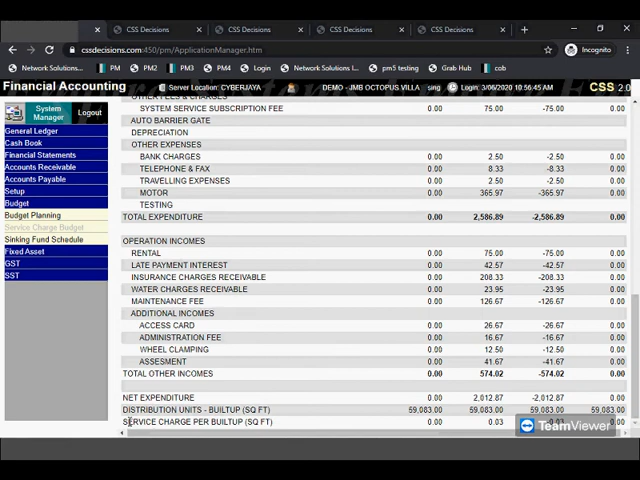 CSS Decisions CSS Decisions CSS Decisions CSS Decisions
cssdecisions.com:450/pm/ApplicationManager.htm Incognito
Network Solutions I... PM PM2 PM3 PM4 Login Network Solutions I... pm5 testing Grab Hub Login cob
Financial Accounting Server Location: CYBERJAYA DEMO - JMB OCTOPUS VILLA sing Login: 3/06/2020 10:56:45 AM CSS 2.0
System Manager Logout
General Ledger
Cash Book
Financial Statements
Accounts Receivable
Accounts Payable
Setup
Budget
Budget Planning
Service Charge Budget
Sinking Fund Schedule
Fixed Asset
GST
SST
OTHER FEES & CHARGES
SYSTEM SERVICE SUBSCRIPTION FEE 0.00 75.00 -75.00 0.00
AUTO BARRIER GATE
DEPRECIATION
OTHER EXPENSES
BANK CHARGES 0.00 2.50 -2.50 0.00
TELEPHONE & FAX 0.00 8.33 -8.33 0.00
TRAVELLING EXPENSES 0.00 2.50 -2.50 0.00
MOTOR 0.00 365.97 -365.97 0.00
TESTING
TOTAL EXPENDITURE 0.00 2,586.89 -2,586.89 0.00
OPERATION INCOMES
RENTAL 0.00 75.00 -75.00 0.00
LATE PAYMENT INTEREST 0.00 42.57 -42.57 0.00
INSURANCE CHARGES RECEIVABLE 0.00 208.33 -208.33 0.00
WATER CHARGES RECEIVABLE 0.00 23.95 -23.95 0.00
MAINTENANCE FEE 0.00 126.67 -126.67 0.00
ADDITIONAL INCOMES
ACCESS CARD 0.00 26.67 -26.67 0.00
ADMINISTRATION FEE 0.00 16.67 -16.67 0.00
WHEEL CLAMPING 0.00 12.50 -12.50 0.00
ASSESMENT 0.00 41.67 -41.67 0.00
TOTAL OTHER INCOMES 0.00 574.02 -574.02 0.00
NET EXPENDITURE 0.00 2,012.87 -2,012.87 0.00
DISTRIBUTION UNITS - BUILTUP (SQ FT) 59,083.00 59,083.00 59,083.00 59,083.00
SERVICE CHARGE PER BUILTUP (SQ FT) 0.00 0.03 -0.03
TeamViewer